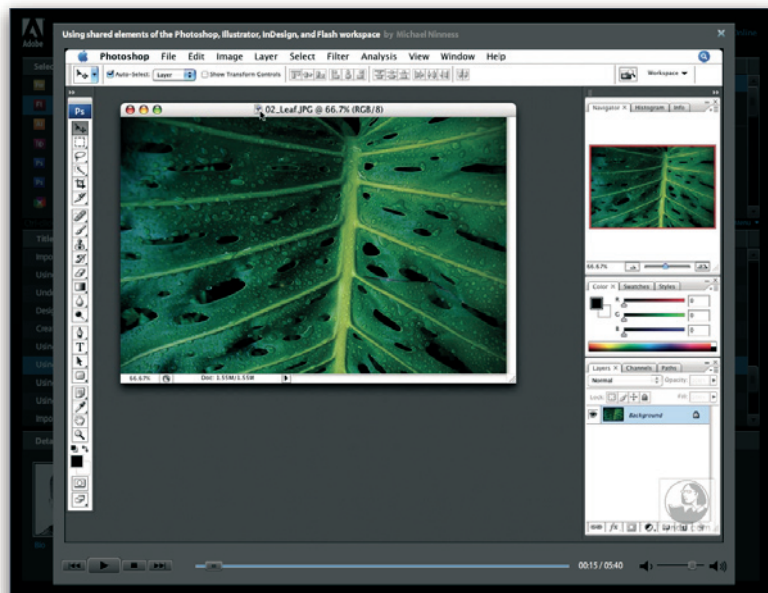 Adobe
Using shared elements of the Photoshop, Illustrator, InDesign, and Flash workspace by Michael Ninness
Photoshop File Edit Image Layer Select Filter Analysis View Window Help
Auto-Select: Layer Show Transform Controls
Workspace
Ps
02_Leaf.JPG @ 66.7% (RGB/8)
66.67% Doc: 1.55M/1.55M
Navigator x Histogram Info
66.67%
Color x Swatches Styles
R 0
G 0
B 0
Layers x Channels Paths
Normal Opacity:
Lock: Fill:
Background
00:15 / 05:40